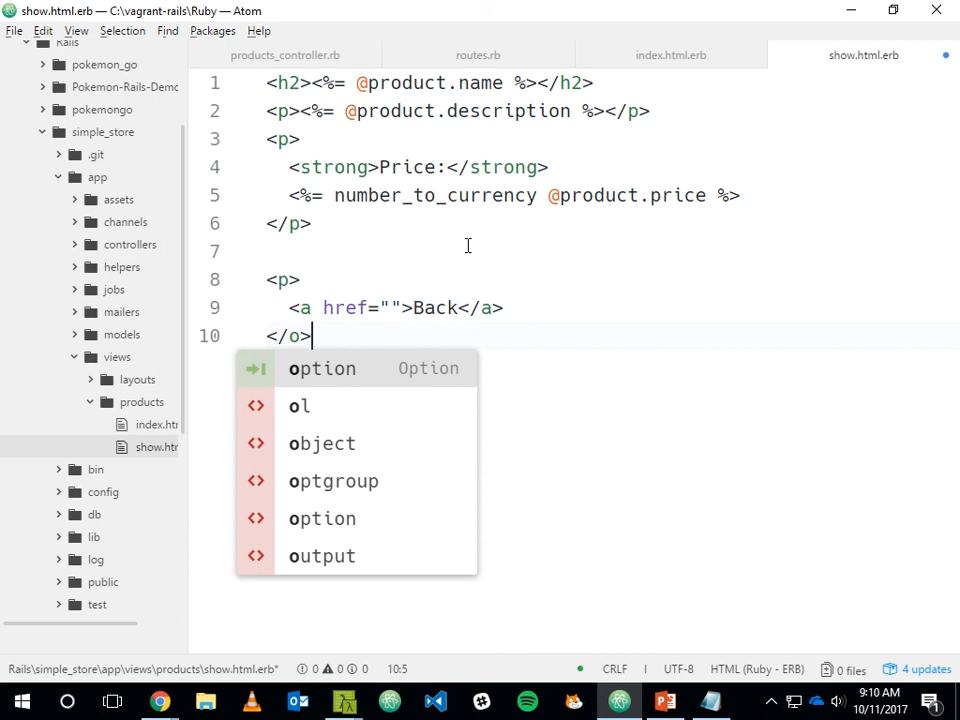 show.html.erb — C:\vagrant-rails\Ruby — Atom
File Edit View Selection Find Packages Help
Rails
pokemon_go
Pokemon-Rails-Demo
pokemongo
simple_store
.git
app
assets
channels
controllers
helpers
jobs
mailers
models
views
layouts
products
index.htr
show.htr
bin
config
db
lib
log
public
test
products_controller.rb routes.rb index.html.erb show.html.erb
1 <h2><%= @product.name %></h2>
2 <p><%= @product.description %></p>
3 <p>
4 <strong>Price:</strong>
5 <%= number_to_currency @product.price %>
6 </p>
7
8 <p>
9 <a href="">Back</a>
10 </o>
option Option
<> ol
<> object
<> optgroup
<> option
<> output
Rails\simple_store\app\views\products\show.html.erb* 0 0 0 10:5 CRLF UTF-8 HTML (Ruby - ERB) 0 files 4 updates
9:10 AM
10/11/2017
1